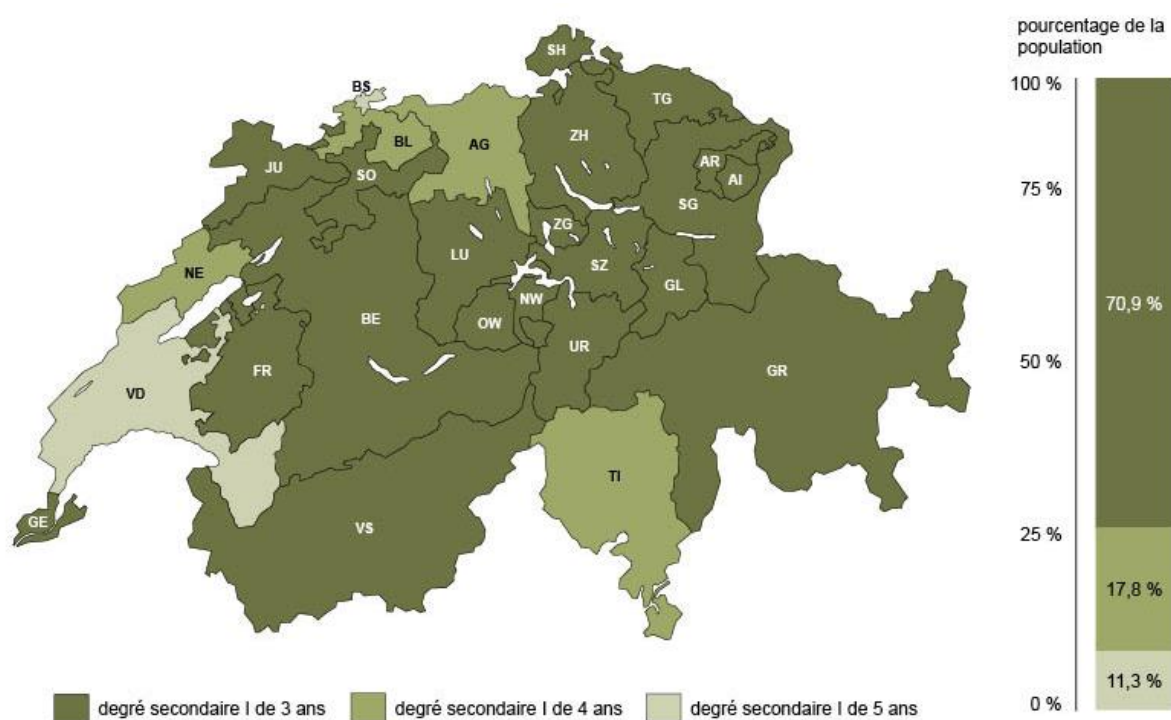 pourcentage de la
population
100 %
75 %
50 %
25 %
0 %
70,9 %
17,8 %
11,3 %
SH
BS
TG
ZH
BL
AG
AR
AI
JU
SO
SG
ZG
LU
SZ
NE
GL
NW
OW
BE
UR
FR
GR
VD
TI
GE
VS
degré secondaire I de 3 ans
degré secondaire I de 4 ans
degré secondaire I de 5 ans